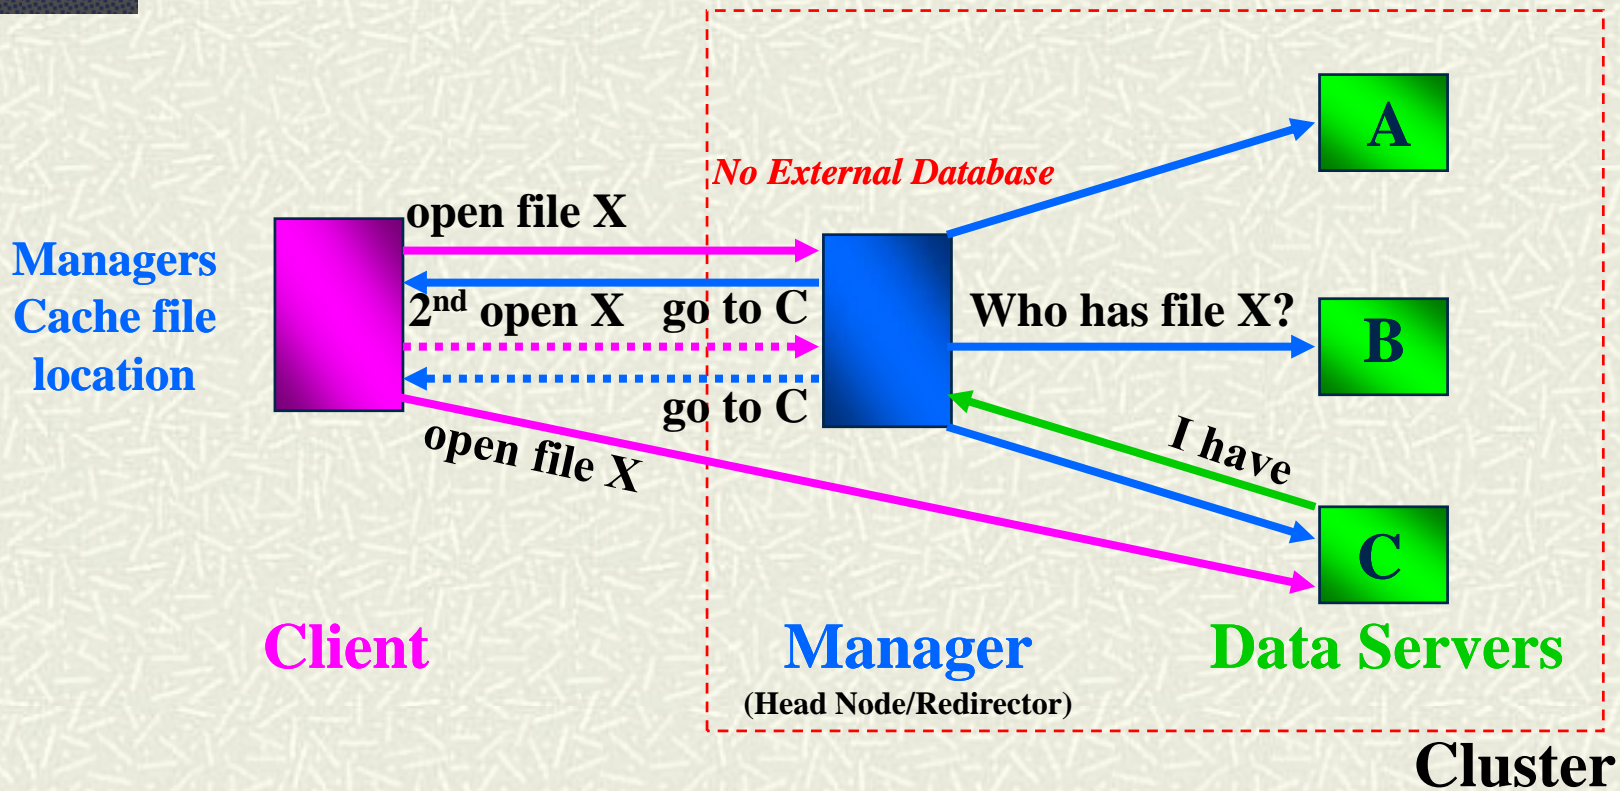 No External Database
A
open file X
Managers
Cache file
location
2nd open X
go to C
Who has file X?
B
go to C
open file X
I have
C
Client
Manager
(Head Node/Redirector)
Data Servers
Cluster